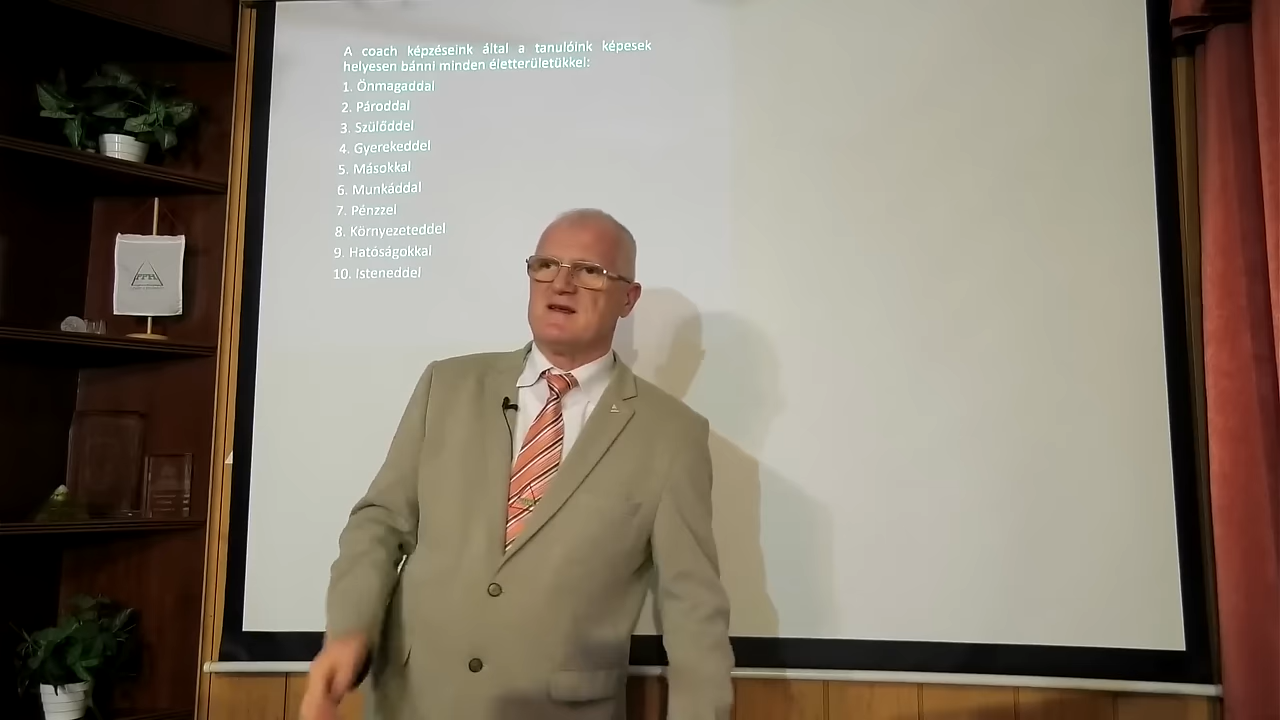 A coach képzéseink által a tanulóink képesek
helyesen bánni minden életterületükkel:
1. Önmagaddal
2. Pároddal
3. Szülőddel
4. Gyerekeddel
5. Másokkal
6. Munkáddal
7. Pénzzel
8. Környezeteddel
9. Hatóságokkal
10. Isteneddel